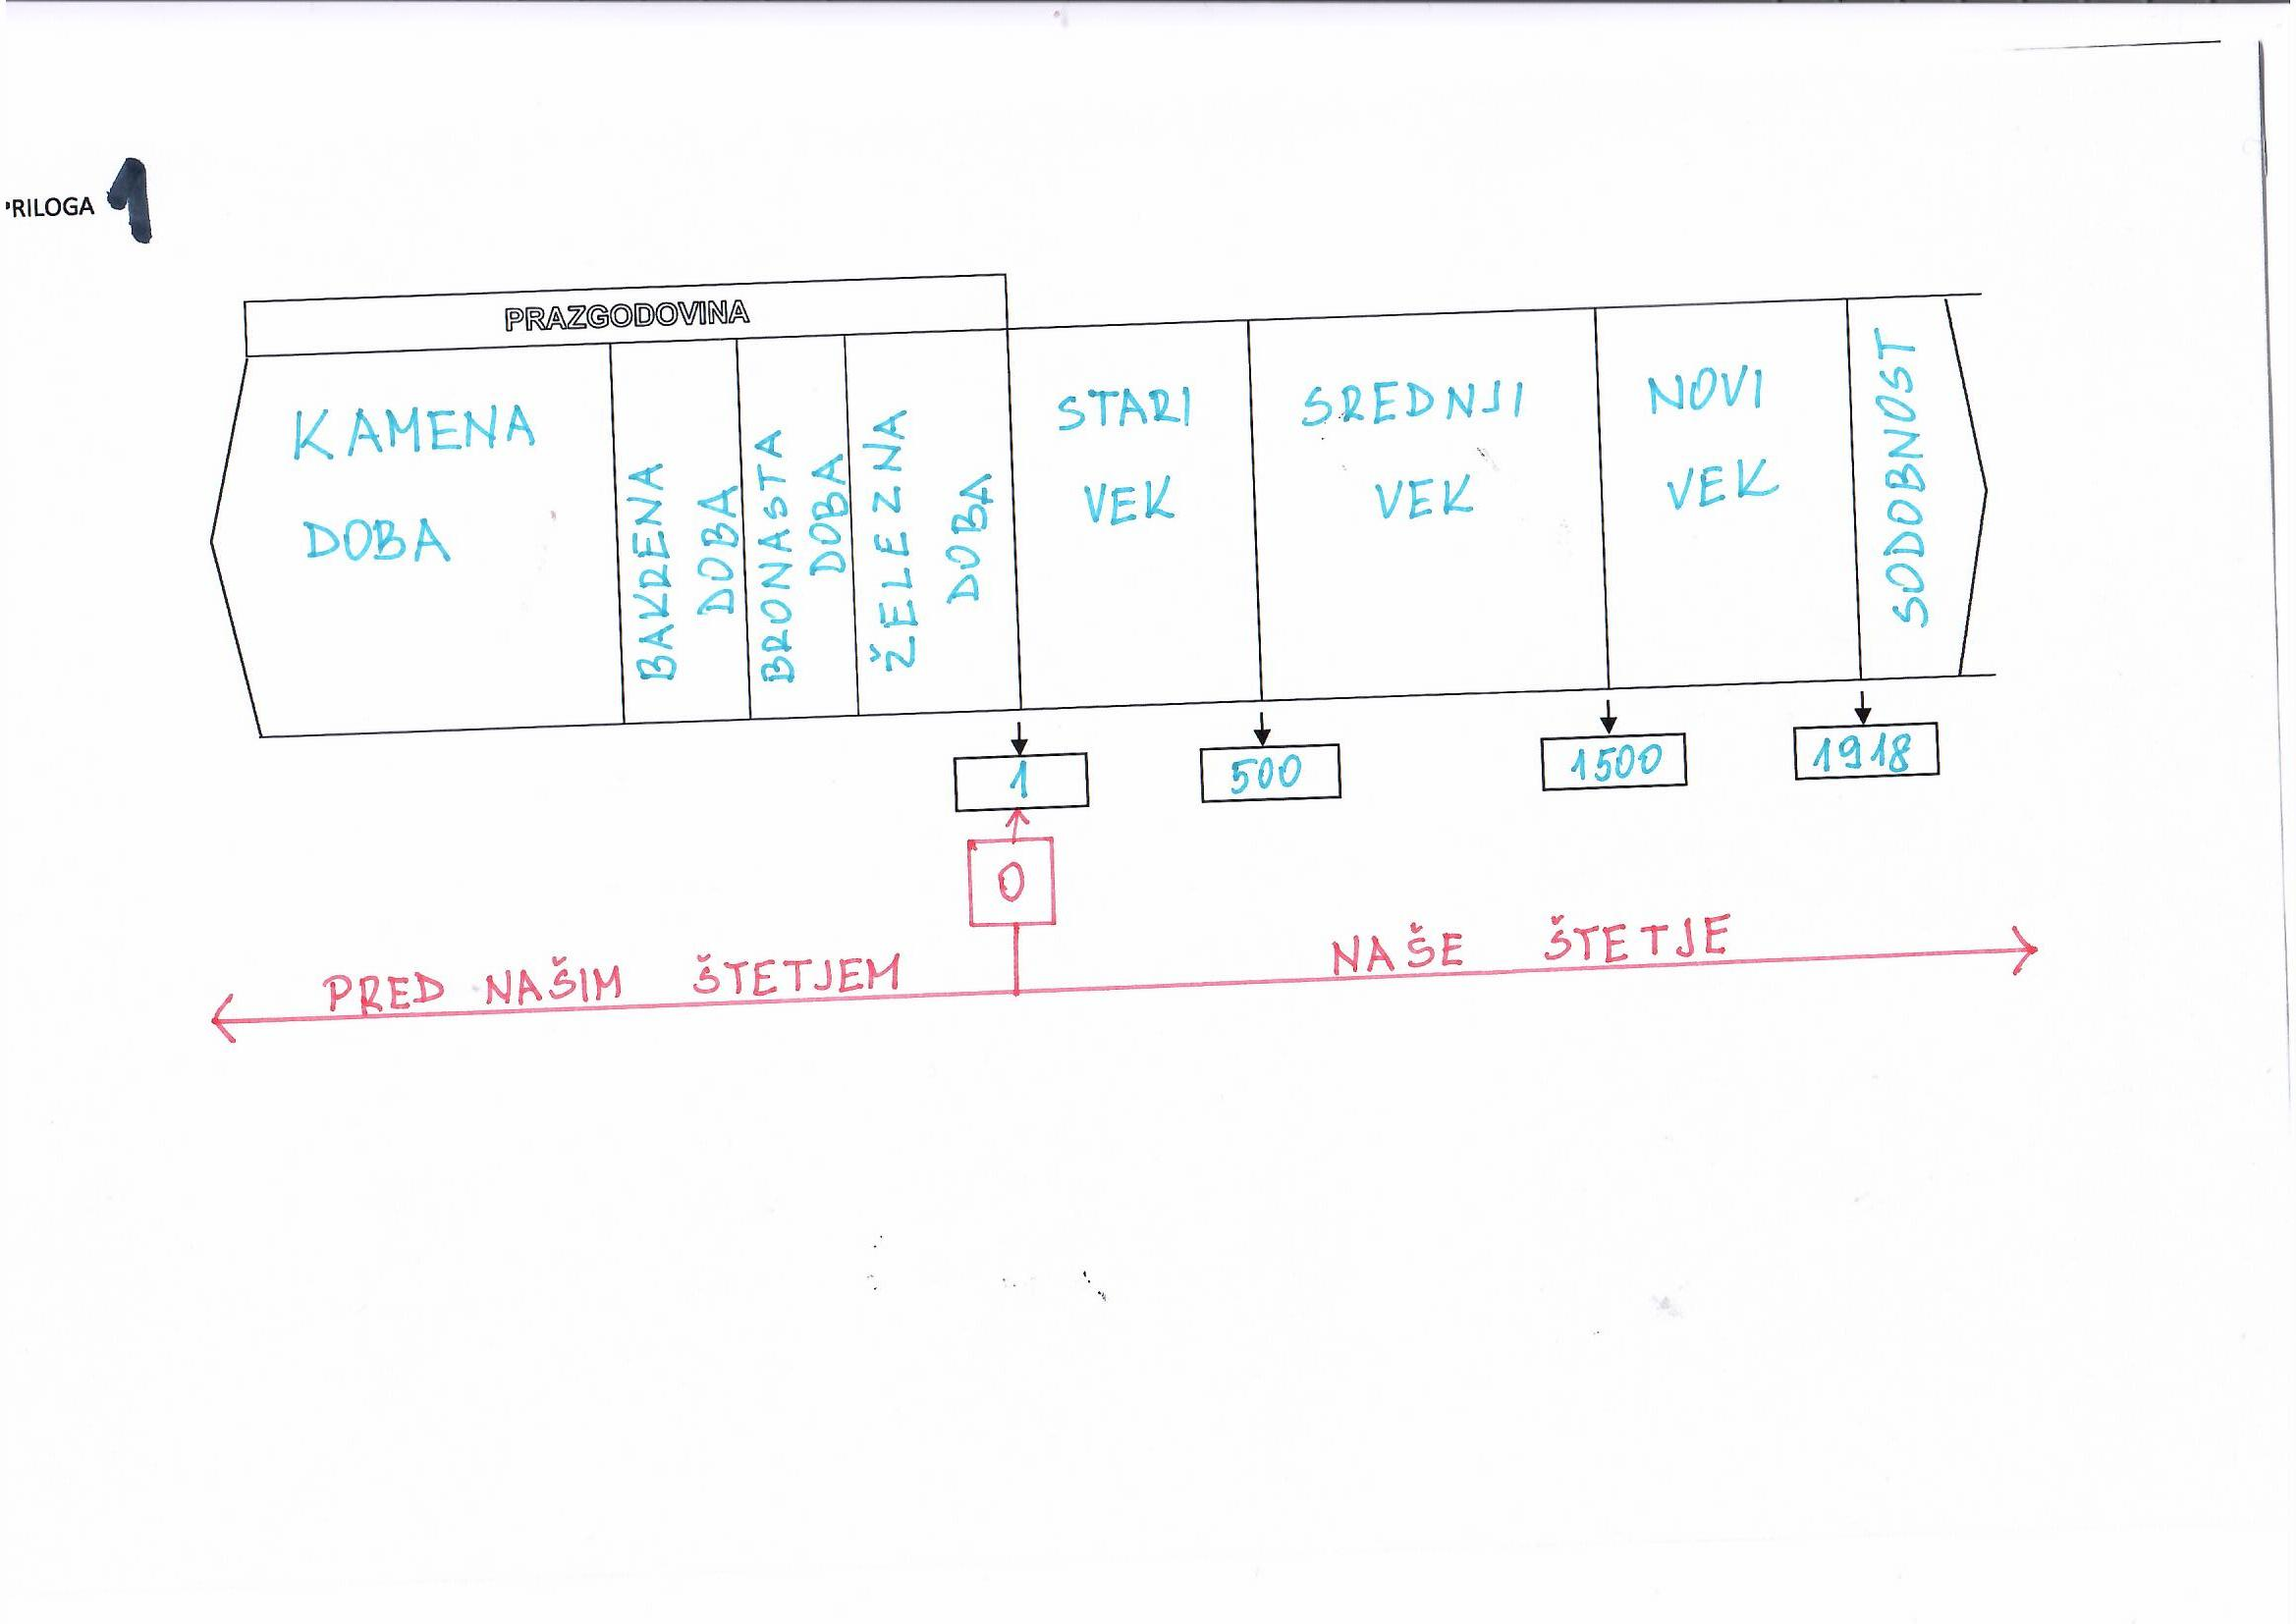 PRILOGA 1
PRAZGODOVINA
KAMENA
DOBA
BAKRENA
DOBA
BRONASTA
DOBA
ŽELEZNA
DOBA
STARI
VEK
SREDNJI
VEK
NOVI
VEK
SODOBNOST
1
500
1500
1918
0
PRED NAŠIM ŠTETJEM
NAŠE ŠTETJE